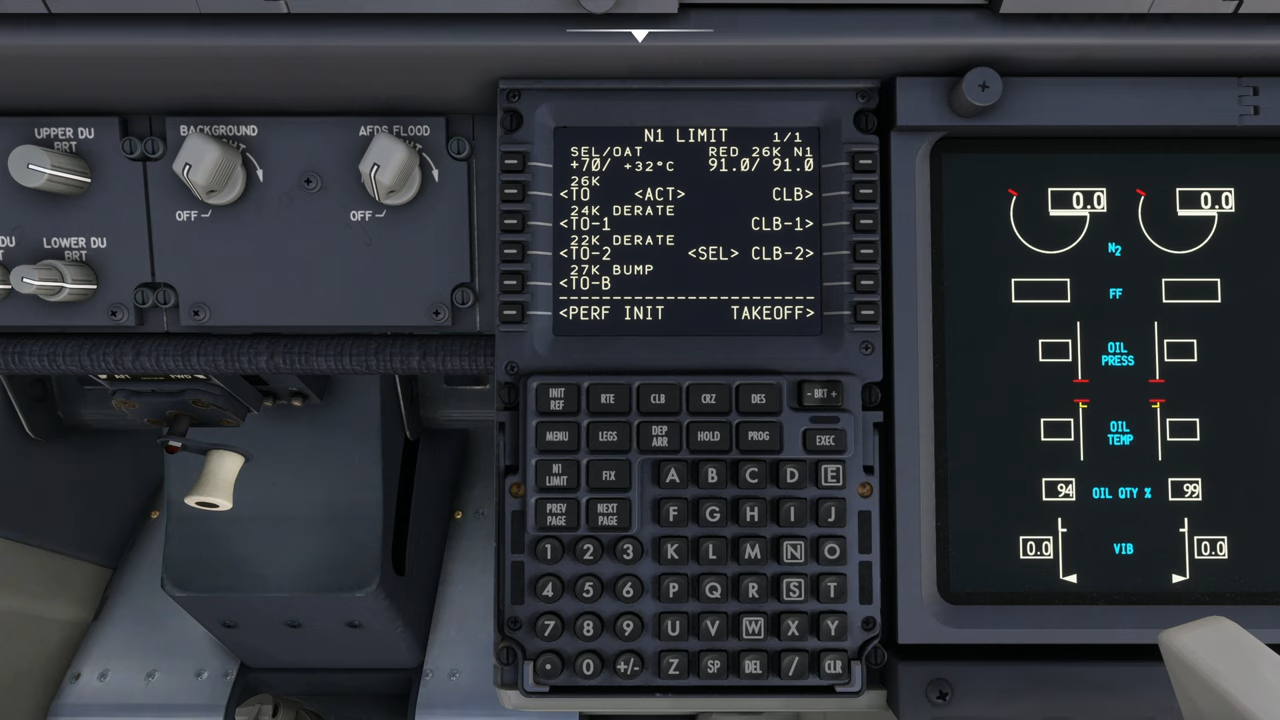 UPPER DU
BRT
BACKGROUND
AFDS FLOOD
OFF
OFF
LOWER DU
BRT
DU
N1 LIMIT 1/1
SEL/OAT RED 26K N1
+70/ +32°C 91.0/ 91.0
26K
<TO <ACT> CLB>
24K DERATE
<TO-1 CLB-1>
22K DERATE
<TO-2 <SEL> CLB-2>
27K BUMP
<TO-B
<PERF INIT TAKEOFF>
INIT REF
RTE
CLB
CRZ
DES
- BRT +
MENU
LEGS
DEP ARR
HOLD
PROG
EXEC
N1 LIMIT
FIX
A B C D E
PREV PAGE
NEXT PAGE
F G H I J
1 2 3 K L M N O
4 5 6 P Q R S T
7 8 9 U V W X Y
. 0 +/- Z SP DEL / CLR
0.0 0.0
N2
FF
OIL
PRESS
OIL
TEMP
94 OIL QTY % 99
0.0 VIB 0.0